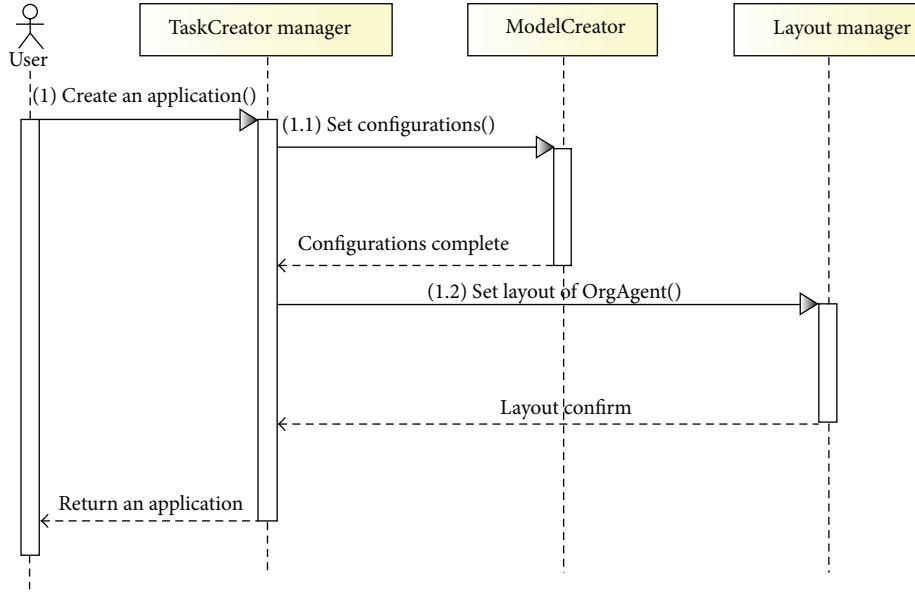 TaskCreator manager
ModelCreator
Layout manager
User
(1) Create an application()
(1.1) Set configurations()
Configurations complete
(1.2) Set layout of OrgAgent()
Layout confirm
Return an application